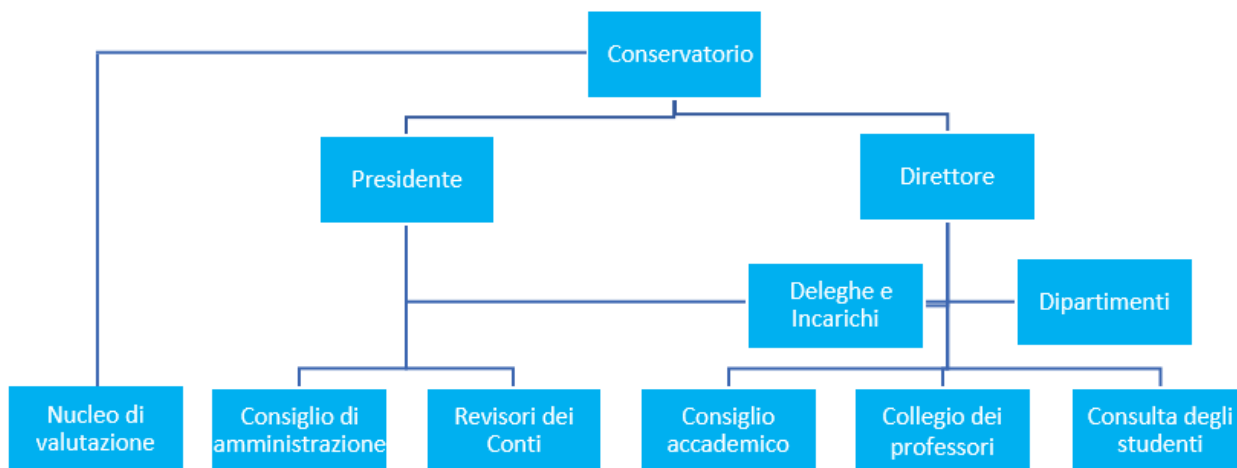 Conservatorio
Presidente
Direttore
Deleghe e
Incarichi
Dipartimenti
Nucleo di
valutazione
Consiglio di
amministrazione
Revisori dei
Conti
Consiglio
accademico
Collegio dei
professori
Consulta degli
studenti